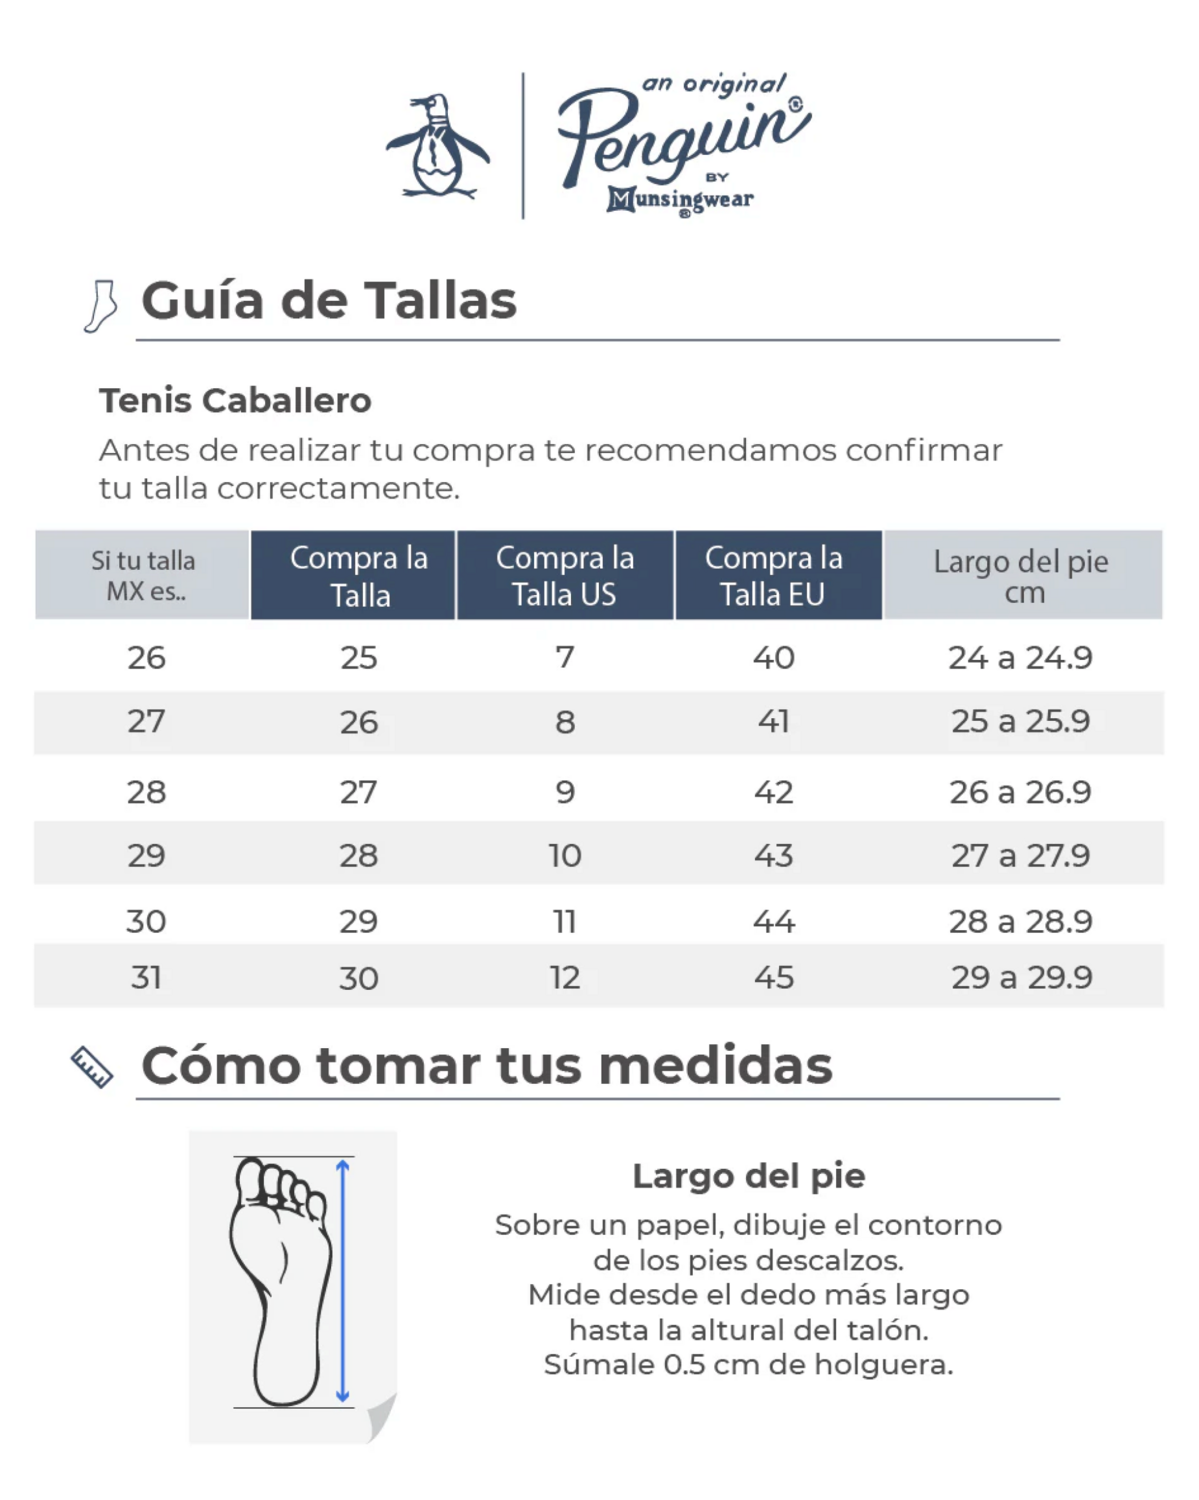 an original
Penguin®
BY
Munsingwear
®
Guía de Tallas
Tenis Caballero
Antes de realizar tu compra te recomendamos confirmar
tu talla correctamente.
Si tu talla MX es.. Compra la Talla Compra la Talla US Compra la Talla EU Largo del pie cm
26 25 7 40 24 a 24.9
27 26 8 41 25 a 25.9
28 27 9 42 26 a 26.9
29 28 10 43 27 a 27.9
30 29 11 44 28 a 28.9
31 30 12 45 29 a 29.9
Cómo tomar tus medidas
Largo del pie
Sobre un papel, dibuje el contorno
de los pies descalzos.
Mide desde el dedo más largo
hasta la altural del talón.
Súmale 0.5 cm de holguera.